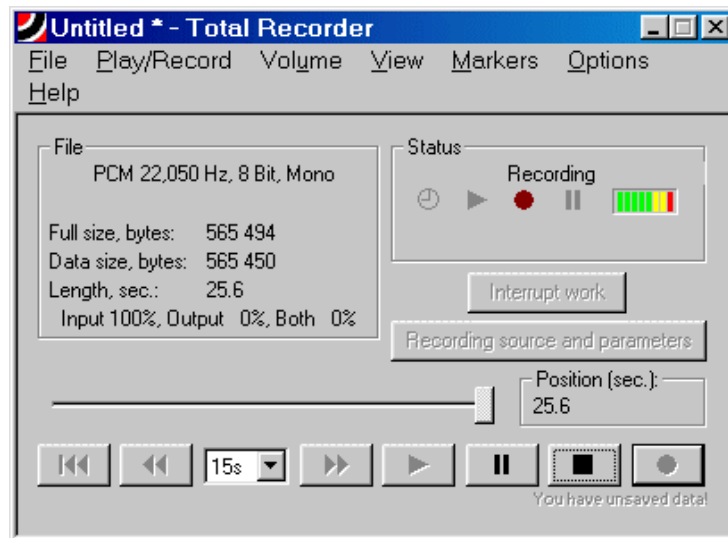 Untitled * - Total Recorder
File Play/Record Volume View Markers Options
Help
File
PCM 22,050 Hz, 8 Bit, Mono
Full size, bytes: 565 494
Data size, bytes: 565 450
Length, sec.: 25.6
Input 100%, Output 0%, Both 0%
Status
Recording
Interrupt work
Recording source and parameters
Position (sec.):
25.6
15s
You have unsaved data!